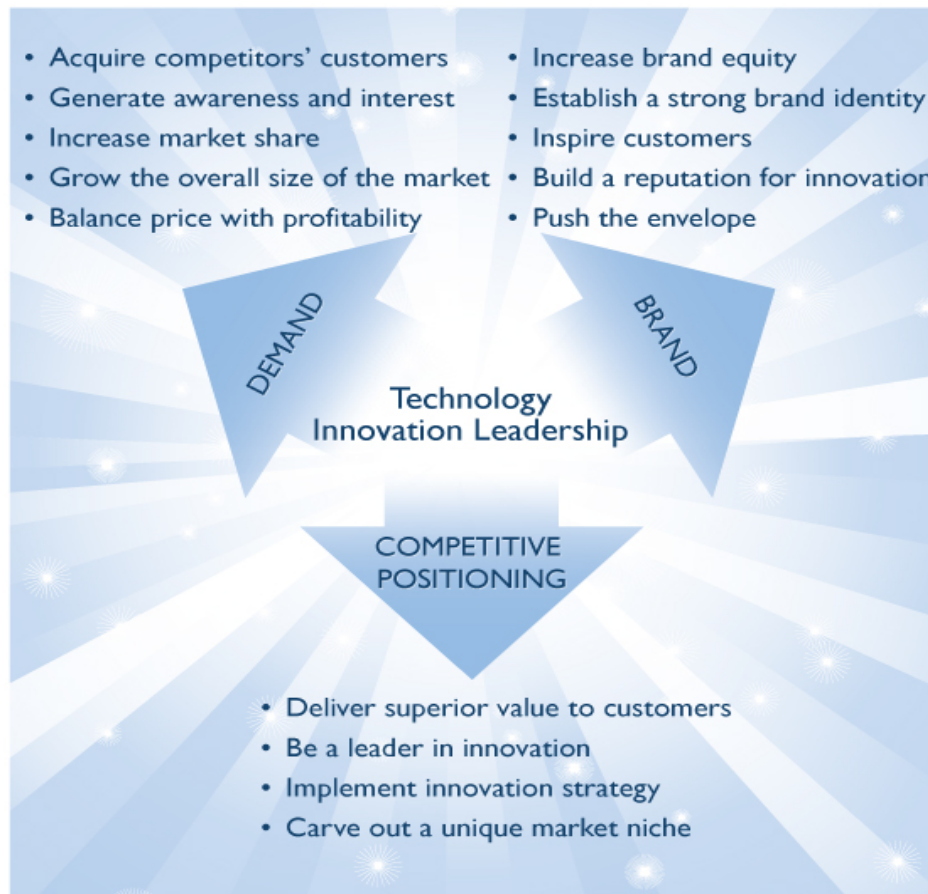 • Acquire competitors’ customers
• Generate awareness and interest
• Increase market share
• Grow the overall size of the market
• Balance price with profitability
• Increase brand equity
• Establish a strong brand identity
• Inspire customers
• Build a reputation for innovation
• Push the envelope
DEMAND
BRAND
Technology
Innovation Leadership
COMPETITIVE
POSITIONING
• Deliver superior value to customers
• Be a leader in innovation
• Implement innovation strategy
• Carve out a unique market niche